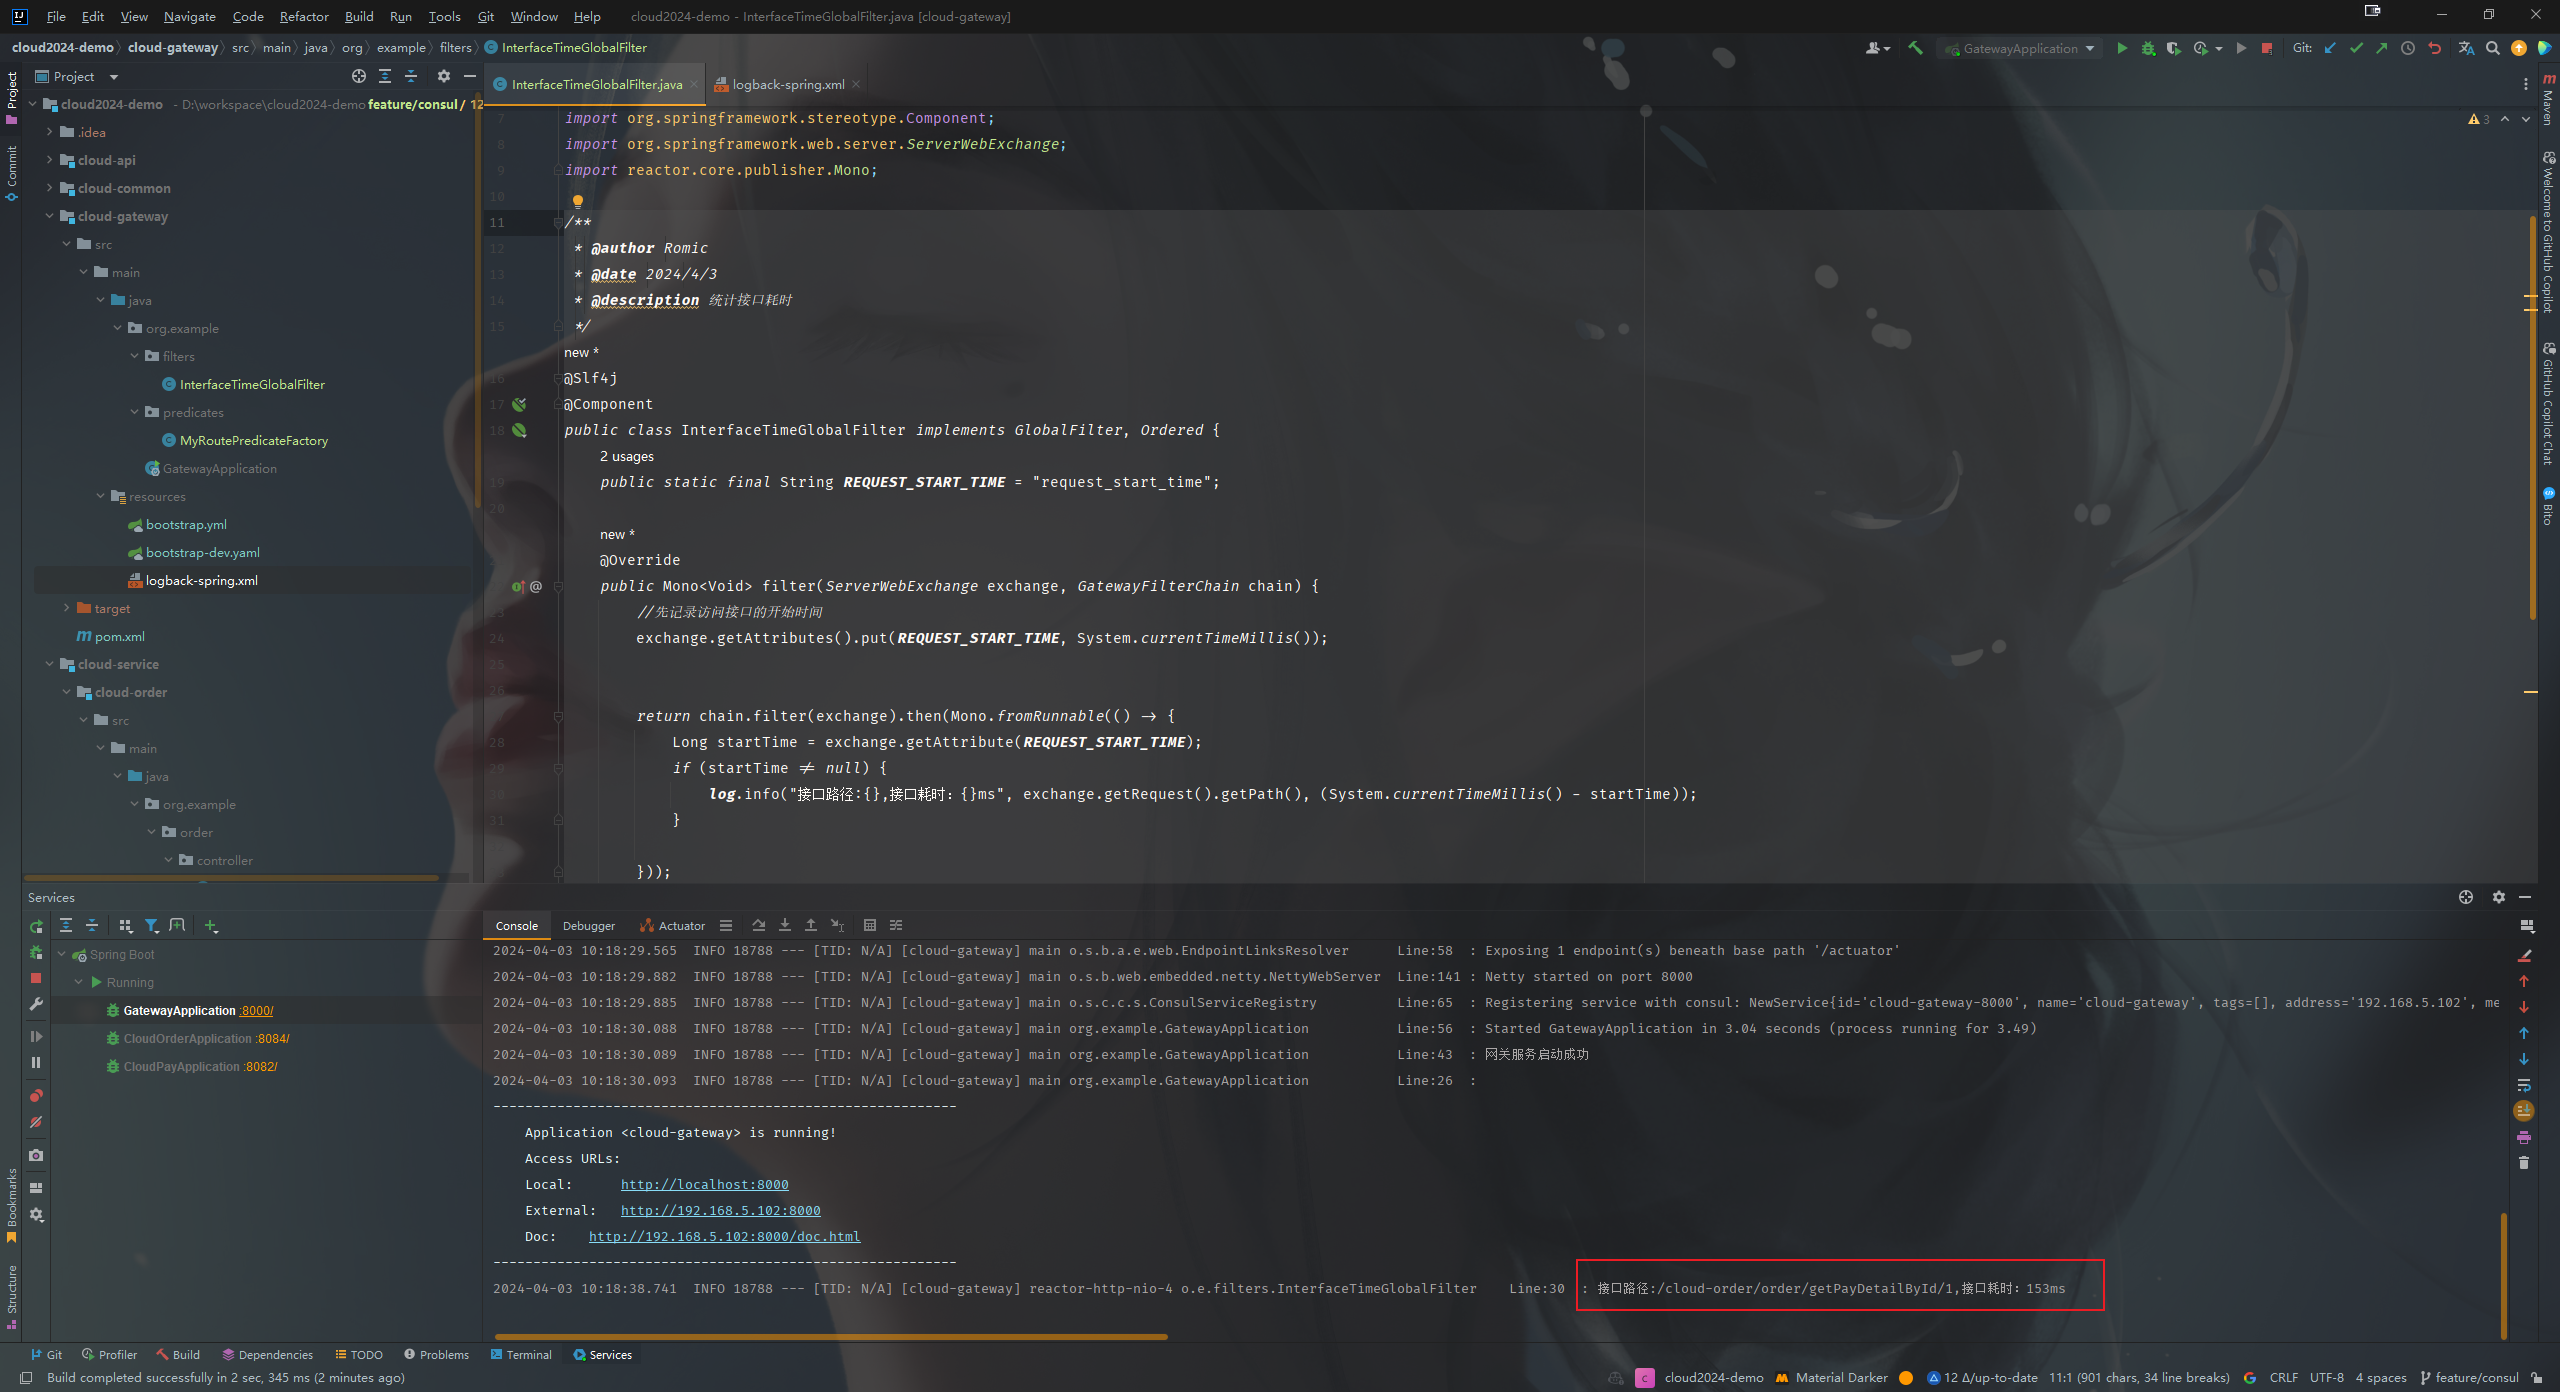 File Edit View Navigate Code Refactor Build Run Tools Git Window Help cloud2024-demo - InterfaceTimeGlobalFilter.java [cloud-gateway]
cloud2024-demo cloud-gateway src main java org example filters InterfaceTimeGlobalFilter GatewayApplication Git:
Project
InterfaceTimeGlobalFilter.java logback-spring.xml
cloud2024-demo - D:\workspace\cloud2024-demo feature/consul / 12
.idea
cloud-api
cloud-common
cloud-gateway
src
main
java
org.example
filters
InterfaceTimeGlobalFilter
predicates
MyRoutePredicateFactory
GatewayApplication
resources
bootstrap.yml
bootstrap-dev.yaml
logback-spring.xml
target
pom.xml
cloud-service
cloud-order
src
main
java
org.example
order
controller
Project
Commit
Bookmarks
Structure
7 import org.springframework.stereotype.Component;
8 import org.springframework.web.server.ServerWebExchange;
9 import reactor.core.publisher.Mono;
10
11 /**
12 * @author Romic
13 * @date 2024/4/3
14 * @description 统计接口耗时
15 */
new *
16 @Slf4j
17 @Component
18 public class InterfaceTimeGlobalFilter implements GlobalFilter, Ordered {
2 usages
19 public static final String REQUEST_START_TIME = "request_start_time";
20
new *
@Override
public Mono<Void> filter(ServerWebExchange exchange, GatewayFilterChain chain) {
23 //先记录访问接口的开始时间
24 exchange.getAttributes().put(REQUEST_START_TIME, System.currentTimeMillis());
25
26
return chain.filter(exchange).then(Mono.fromRunnable(() -> {
28 Long startTime = exchange.getAttribute(REQUEST_START_TIME);
29 if (startTime != null) {
30 log.info("接口路径:{},接口耗时: {}ms", exchange.getRequest().getPath(), (System.currentTimeMillis() - startTime));
31 }
}));
3
Maven
Welcome to GitHub Copilot
GitHub Copilot Chat
Bito
Services
Console Debugger Actuator
Spring Boot
Running
GatewayApplication :8000/
CloudOrderApplication :8084/
CloudPayApplication :8082/
2024-04-03 10:18:29.565 INFO 18788 --- [TID: N/A] [cloud-gateway] main o.s.b.a.e.web.EndpointLinksResolver Line:58 : Exposing 1 endpoint(s) beneath base path '/actuator'
2024-04-03 10:18:29.882 INFO 18788 --- [TID: N/A] [cloud-gateway] main o.s.b.web.embedded.netty.NettyWebServer Line:141 : Netty started on port 8000
2024-04-03 10:18:29.885 INFO 18788 --- [TID: N/A] [cloud-gateway] main o.s.c.c.s.ConsulServiceRegistry Line:65 : Registering service with consul: NewService{id='cloud-gateway-8000', name='cloud-gateway', tags=[], address='192.168.5.102', me
2024-04-03 10:18:30.088 INFO 18788 --- [TID: N/A] [cloud-gateway] main org.example.GatewayApplication Line:56 : Started GatewayApplication in 3.04 seconds (process running for 3.49)
2024-04-03 10:18:30.089 INFO 18788 --- [TID: N/A] [cloud-gateway] main org.example.GatewayApplication Line:43 : 网关服务启动成功
2024-04-03 10:18:30.093 INFO 18788 --- [TID: N/A] [cloud-gateway] main org.example.GatewayApplication Line:26 :
----------------------------------------------------------
Application <cloud-gateway> is running!
Access URLs:
Local: http://localhost:8000
External: http://192.168.5.102:8000
Doc: http://192.168.5.102:8000/doc.html
----------------------------------------------------------
2024-04-03 10:18:38.741 INFO 18788 --- [TID: N/A] [cloud-gateway] reactor-http-nio-4 o.e.filters.InterfaceTimeGlobalFilter Line:30 : 接口路径:/cloud-order/order/getPayDetailById/1,接口耗时: 153ms
Git Profiler Build Dependencies TODO Problems Terminal Services
Build completed successfully in 2 sec, 345 ms (2 minutes ago) cloud2024-demo Material Darker 12 Δ/up-to-date 11:1 (901 chars, 34 line breaks) CRLF UTF-8 4 spaces feature/consul